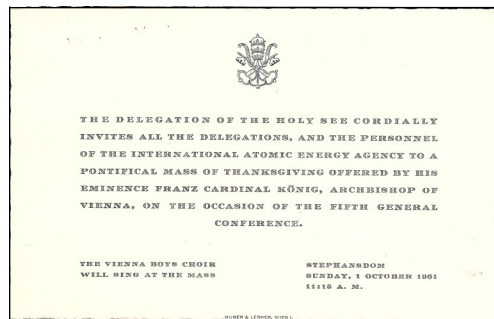 THE DELEGATION OF THE HOLY SEE CORDIALLY
INVITES ALL THE DELEGATIONS, AND THE PERSONNEL
OF THE INTERNATIONAL ATOMIC ENERGY AGENCY TO A
PONTIFICAL MASS OF THANKSGIVING OFFERED BY HIS
EMINENCE FRANZ CARDINAL KÖNIG, ARCHBISHOP OF
VIENNA, ON THE OCCASION OF THE FIFTH GENERAL
CONFERENCE.
THE VIENNA BOYS CHOIR
WILL SING AT THE MASS
STEPHANSDOM
SUNDAY, 1 OCTOBER 1961
11:15 A. M.
HUBER & LERNER, WIEN I.